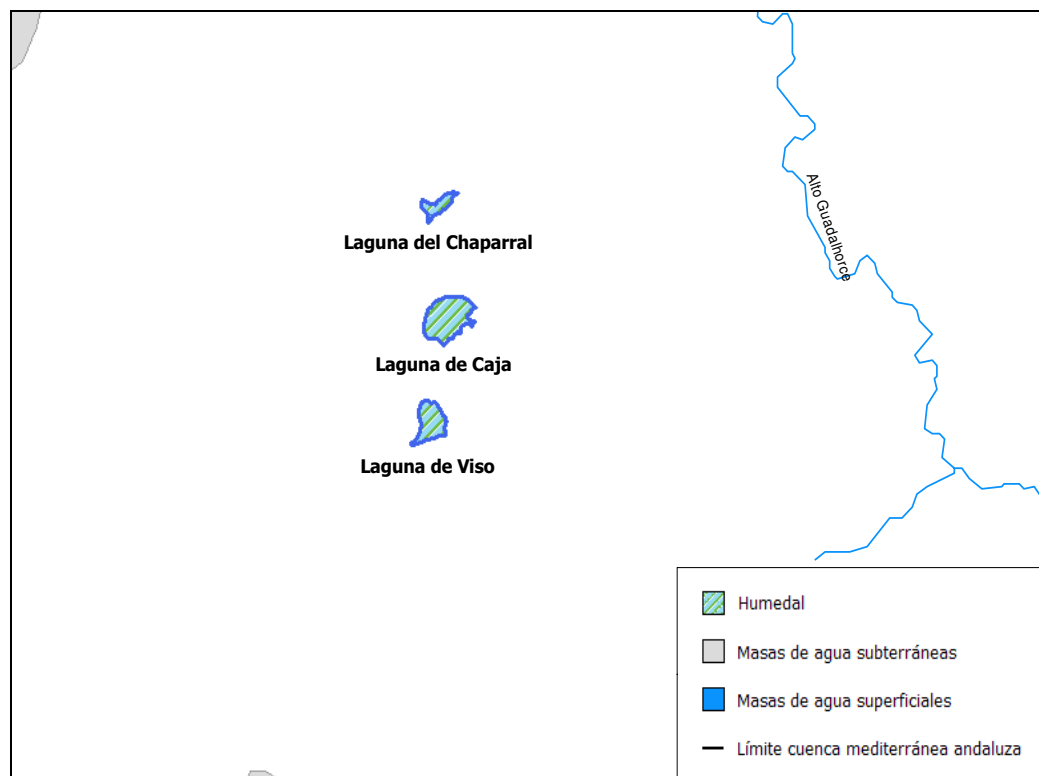 Alto Guadalhorce
Laguna del Chaparral
Laguna de Caja
Laguna de Viso
Humedal
Masas de agua subterráneas
Masas de agua superficiales
Límite cuenca mediterránea andaluza